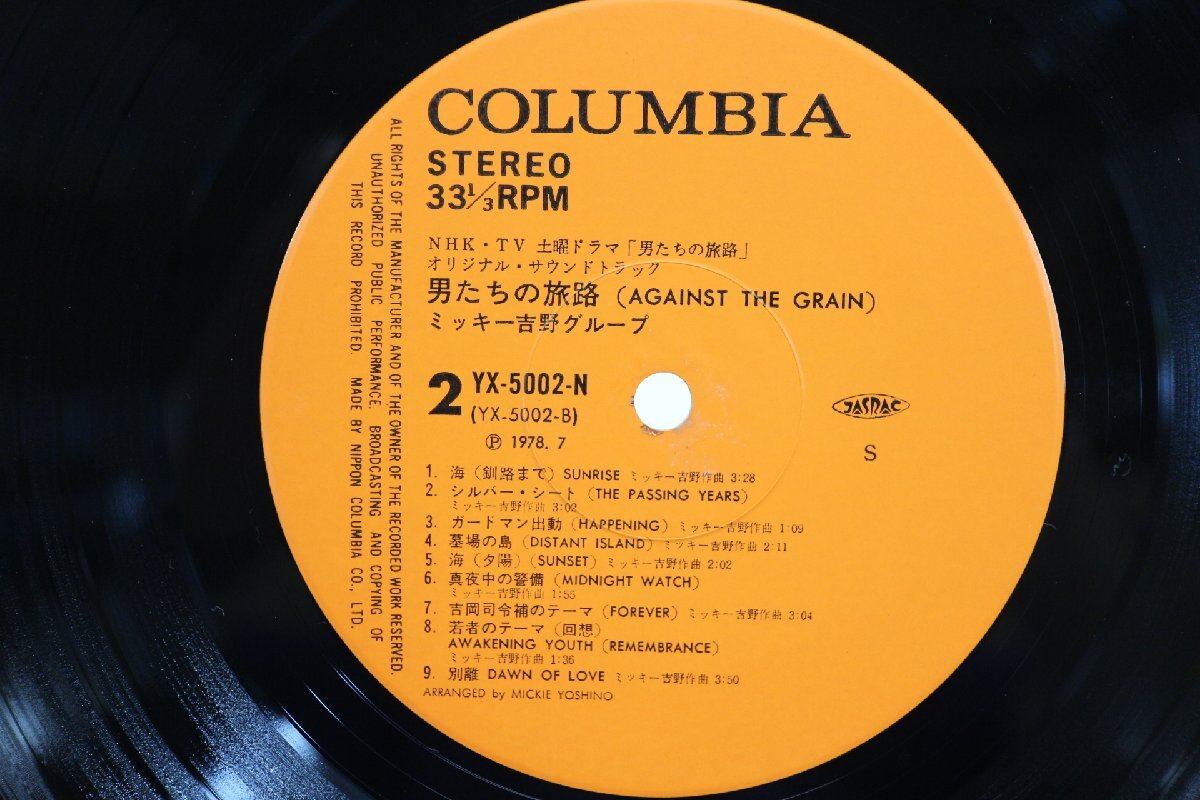 COLUMBIA
STEREO
33 1/3 RPM
NHK・TV 土曜ドラマ「男たちの旅路」
オリジナル・サウンドトラック
男たちの旅路 (AGAINST THE GRAIN)
ミッキー吉野グループ
2 YX-5002-N
(YX-5002-B)
Ⓟ 1978. 7
JASRAC
S
1. 海 (釧路まで) SUNRISE ミッキー吉野作曲 3:28
2. シルバー・シート (THE PASSING YEARS)
ミッキー吉野作曲 3:02
3. ガードマン出動 (HAPPENING) ミッキー吉野作曲 1:09
4. 墓場の島 (DISTANT ISLAND) ミッキー吉野作曲 2:11
5. 海 (夕陽) (SUNSET) ミッキー吉野作曲 2:02
6. 真夜中の警備 (MIDNIGHT WATCH)
ミッキー吉野作曲 1:55
7. 吉岡司令補のテーマ (FOREVER) ミッキー吉野作曲 3:04
8. 若者のテーマ (回想)
AWAKENING YOUTH (REMEMBRANCE)
ミッキー吉野作曲 1:36
9. 別離 DAWN OF LOVE ミッキー吉野作曲 3:50
ARRANGED by MICKIE YOSHINO
ALL RIGHTS OF THE MANUFACTURER AND OF THE OWNER OF THE RECORDED WORK RESERVED.
UNAUTHORIZED PUBLIC PERFORMANCE. BROADCASTING AND COPYING OF
THIS RECORD PROHIBITED. MADE BY NIPPON COLUMBIA CO., LTD.